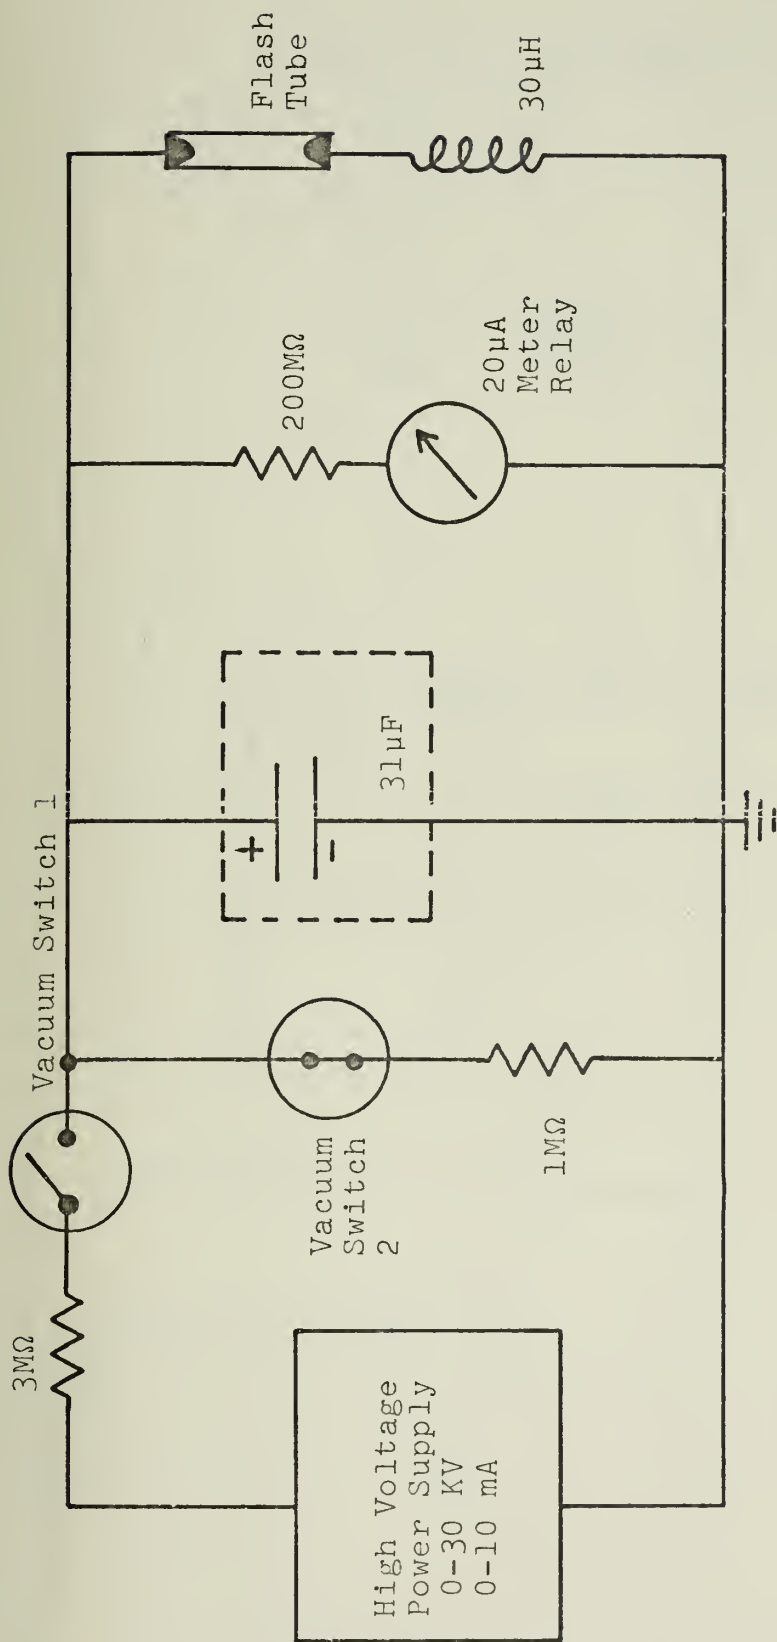 3MΩ
Vacuum Switch 1
High Voltage
Power Supply
0-30 KV
0-10 mA
Vacuum
Switch
2
1MΩ
+
-
31μF
200MΩ
20μA
Meter
Relay
Flash
Tube
30μH